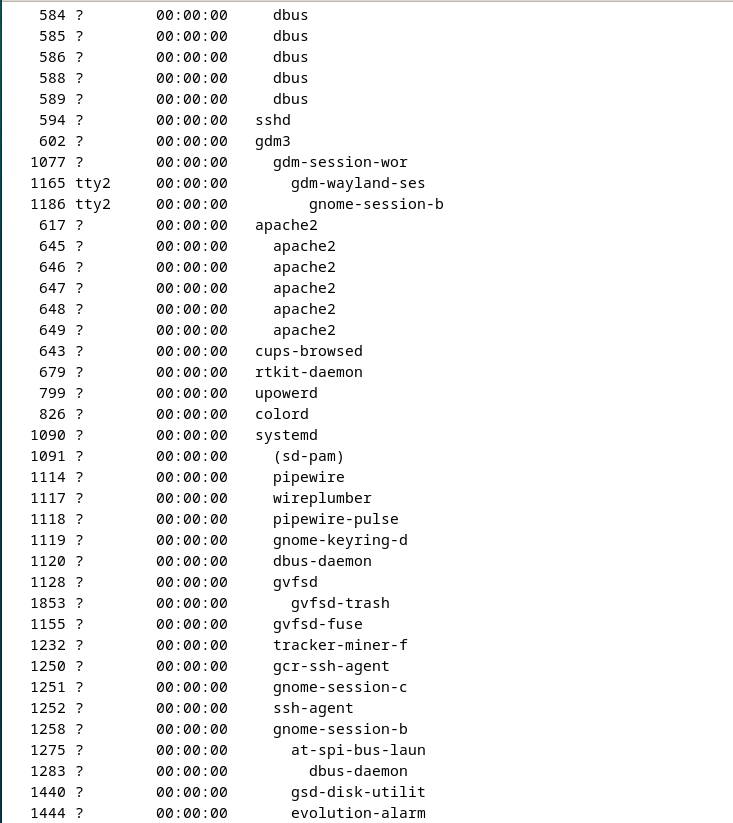 584 ?        00:00:00     dbus
585 ?        00:00:00     dbus
586 ?        00:00:00     dbus
588 ?        00:00:00     dbus
589 ?        00:00:00     dbus
594 ?        00:00:00   sshd
602 ?        00:00:00   gdm3
1077 ?        00:00:00     gdm-session-wor
1165 tty2     00:00:00       gdm-wayland-ses
1186 tty2     00:00:00         gnome-session-b
617 ?        00:00:00   apache2
645 ?        00:00:00     apache2
646 ?        00:00:00     apache2
647 ?        00:00:00     apache2
648 ?        00:00:00     apache2
649 ?        00:00:00     apache2
643 ?        00:00:00   cups-browsed
679 ?        00:00:00   rtkit-daemon
799 ?        00:00:00   upowerd
826 ?        00:00:00   colord
1090 ?        00:00:00   systemd
1091 ?        00:00:00     (sd-pam)
1114 ?        00:00:00     pipewire
1117 ?        00:00:00     wireplumber
1118 ?        00:00:00     pipewire-pulse
1119 ?        00:00:00     gnome-keyring-d
1120 ?        00:00:00     dbus-daemon
1128 ?        00:00:00     gvfsd
1853 ?        00:00:00       gvfsd-trash
1155 ?        00:00:00     gvfsd-fuse
1232 ?        00:00:00     tracker-miner-f
1250 ?        00:00:00     gcr-ssh-agent
1251 ?        00:00:00     gnome-session-c
1252 ?        00:00:00     ssh-agent
1258 ?        00:00:00     gnome-session-b
1275 ?        00:00:00       at-spi-bus-laun
1283 ?        00:00:00         dbus-daemon
1440 ?        00:00:00       gsd-disk-utilit
1444 ?        00:00:00       evolution-alarm